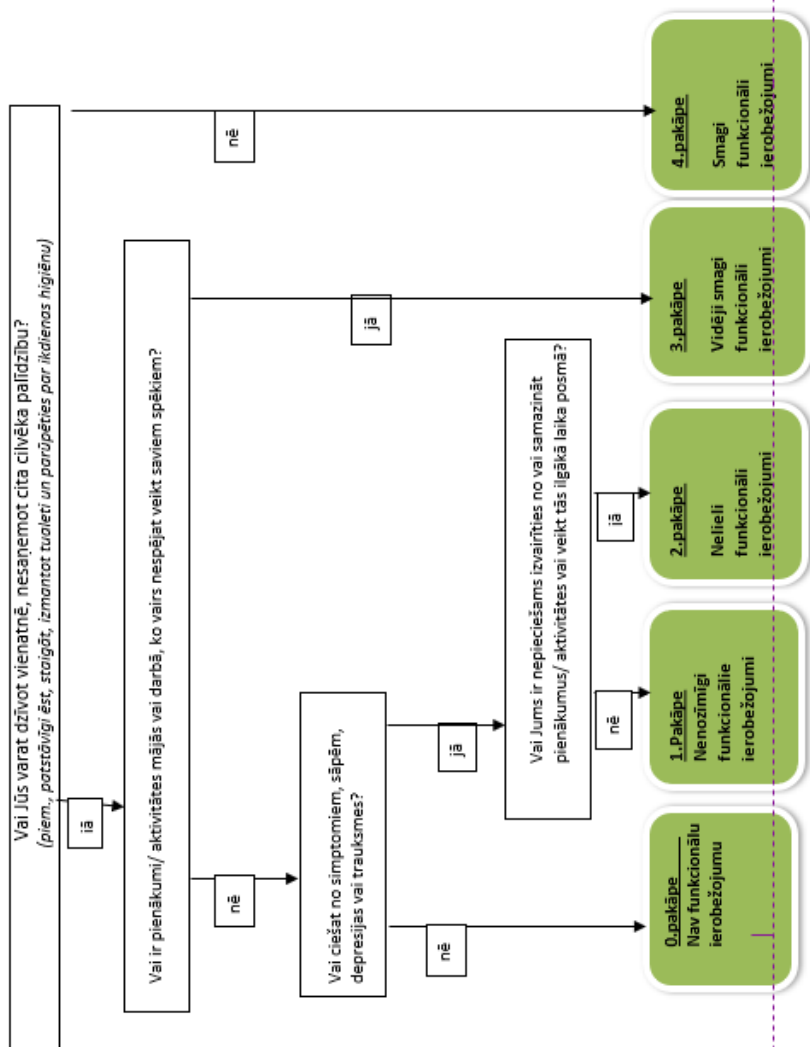 Vai Jūs varat dzīvot vienatnē, nesaņemot cita cilvēka palīdzību?
(piem., patstāvīgi ēst, staigāt, izmantot tualeti un parūpēties par ikdienas higiēnu)
jā
nē
Vai ir pienākumi/ aktivitātes mājās vai darbā, ko vairs nespējat veikt saviem spēkiem?
nē
jā
Vai ciešat no simptomiem, sāpēm,
depresijas vai trauksmes?
nē
jā
Vai Jums ir nepieciešams izvairīties no vai samazināt
pienākumus/ aktivitātes vai veikt tās ilgākā laika posmā?
nē
jā
0.pakāpe
Nav funkcionālu
ierobežojumu
1.Pakāpe
Nenozīmīgi
funkcionālie
ierobežojumi
2.pakāpe
Nelieli
funkcionāli
ierobežojumi
3.pakāpe
Vidēji smagi
funkcionāli
ierobežojumi
4.pakāpe
Smagi
funkcionāli
ierobežojumi